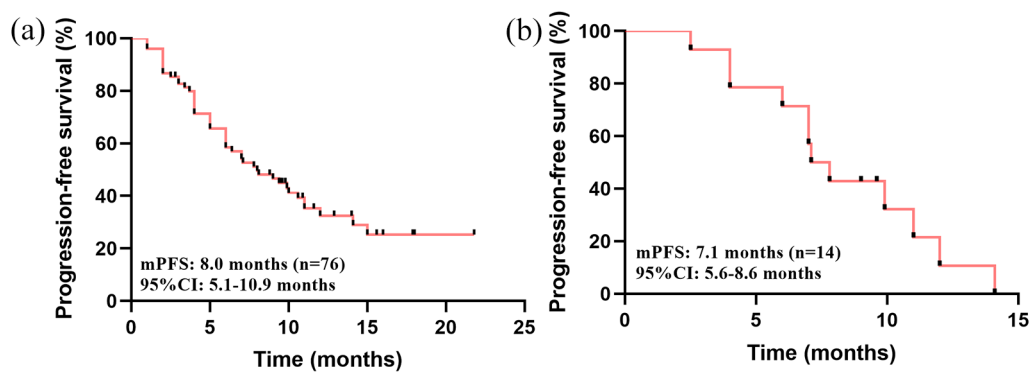 (a)
Progression-free survival (%)
100
80
60
40
20
0
mPFS: 8.0 months (n=76)
95%CI: 5.1-10.9 months
0 5 10 15 20 25
Time (months)
(b)
Progression-free survival (%)
100
80
60
40
20
0
mPFS: 7.1 months (n=14)
95%CI: 5.6-8.6 months
0 5 10 15
Time (months)